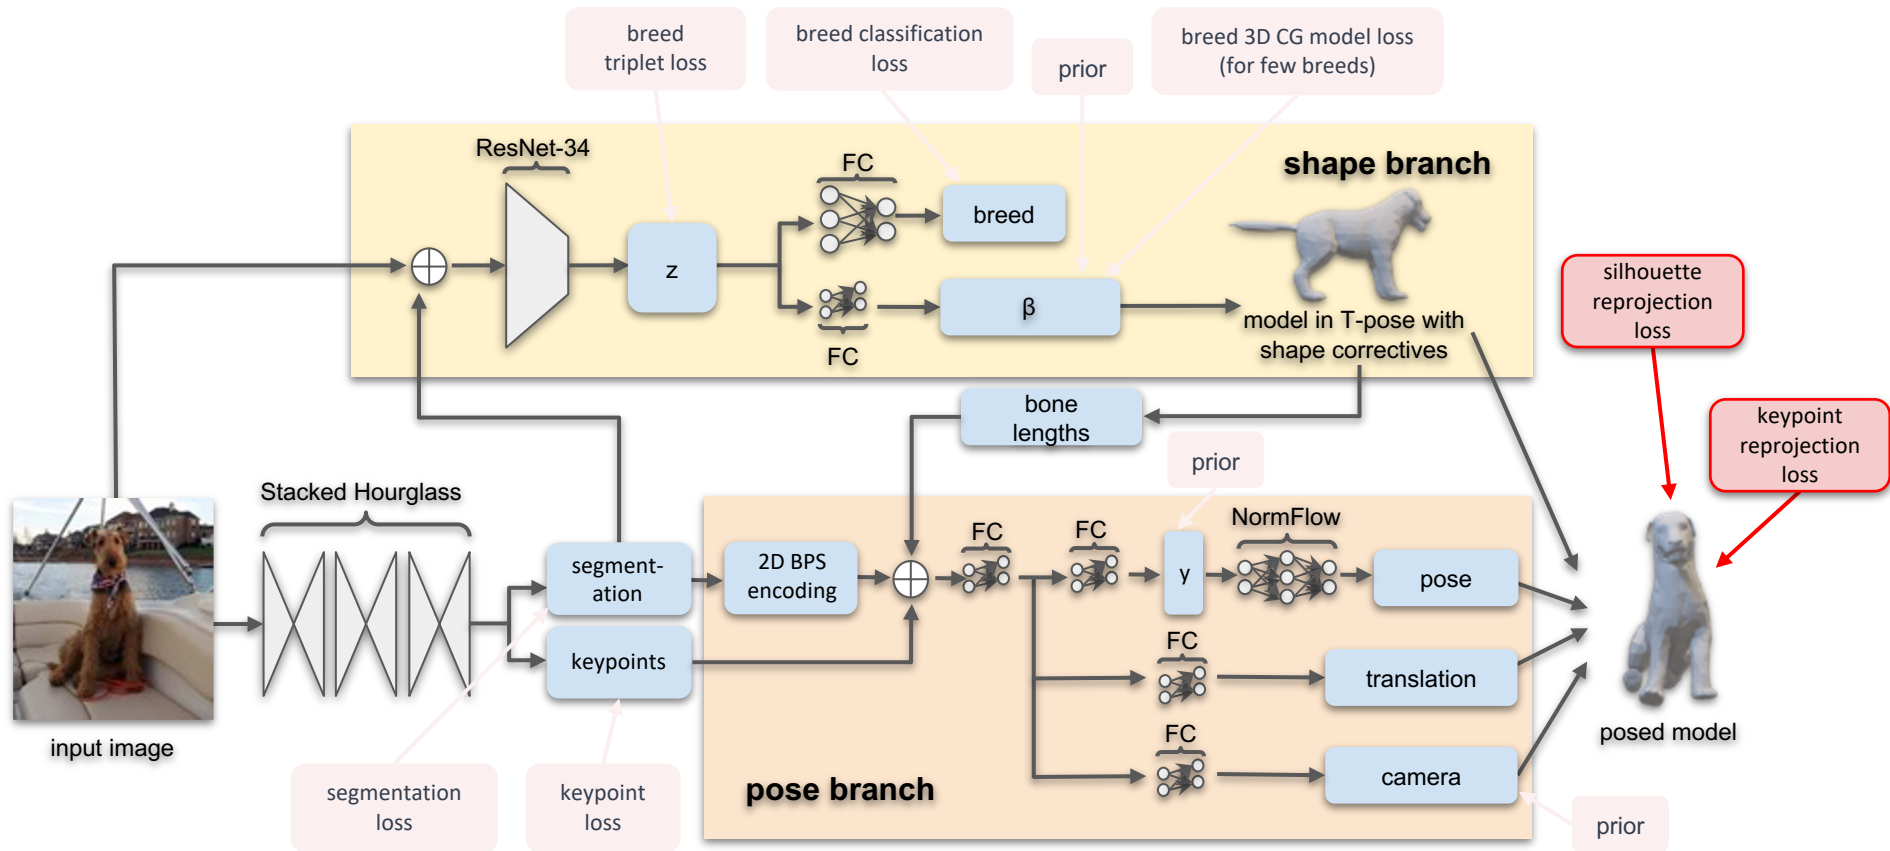 breed
triplet loss
breed classification
loss
prior
breed 3D CG model loss
(for few breeds)
ResNet-34
FC
shape branch
breed
z
β
FC
model in T-pose with
shape correctives
silhouette
reprojection
loss
bone
lengths
keypoint
reprojection
loss
prior
Stacked Hourglass
segment-
ation
2D BPS
encoding
FC
FC
y
NormFlow
pose
keypoints
FC
translation
FC
camera
input image
posed model
segmentation
loss
keypoint
loss
pose branch
prior